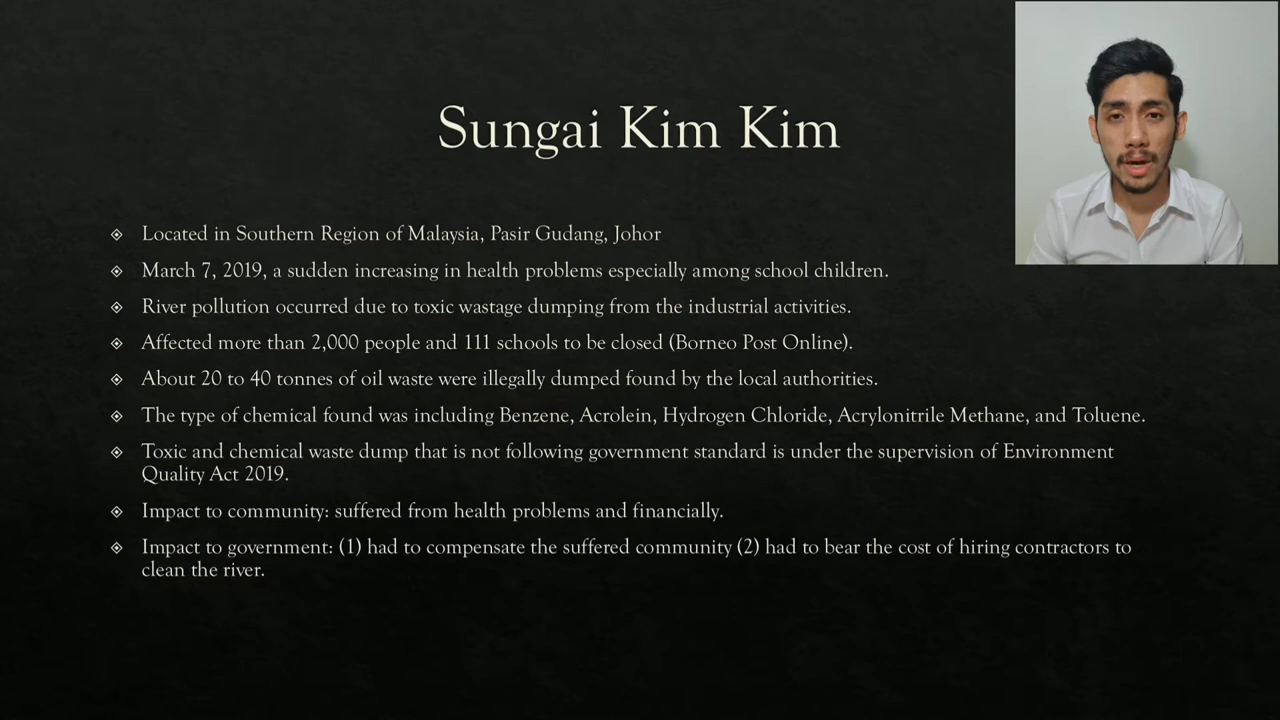 Sungai Kim Kim
Located in Southern Region of Malaysia, Pasir Gudang, Johor
March 7, 2019, a sudden increasing in health problems especially among school children.
River pollution occurred due to toxic wastage dumping from the industrial activities.
Affected more than 2,000 people and 111 schools to be closed (Borneo Post Online).
About 20 to 40 tonnes of oil waste were illegally dumped found by the local authorities.
The type of chemical found was including Benzene, Acrolein, Hydrogen Chloride, Acrylonitrile Methane, and Toluene.
Toxic and chemical waste dump that is not following government standard is under the supervision of Environment
Quality Act 2019.
Impact to community: suffered from health problems and financially.
Impact to government: (1) had to compensate the suffered community (2) had to bear the cost of hiring contractors to
clean the river.